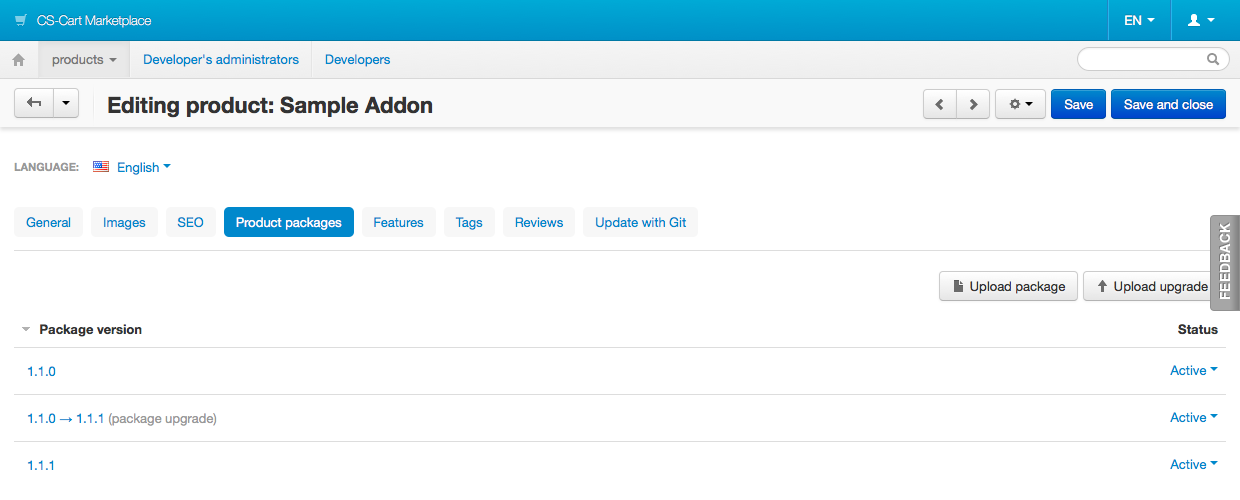 CS-Cart Marketplace EN
products Developer's administrators Developers
Editing product: Sample Addon Save Save and close
LANGUAGE: English
General Images SEO Product packages Features Tags Reviews Update with Git
FEEDBACK
Upload package Upload upgrade
Package version Status
1.1.0 Active
1.1.0 → 1.1.1 (package upgrade) Active
1.1.1 Active